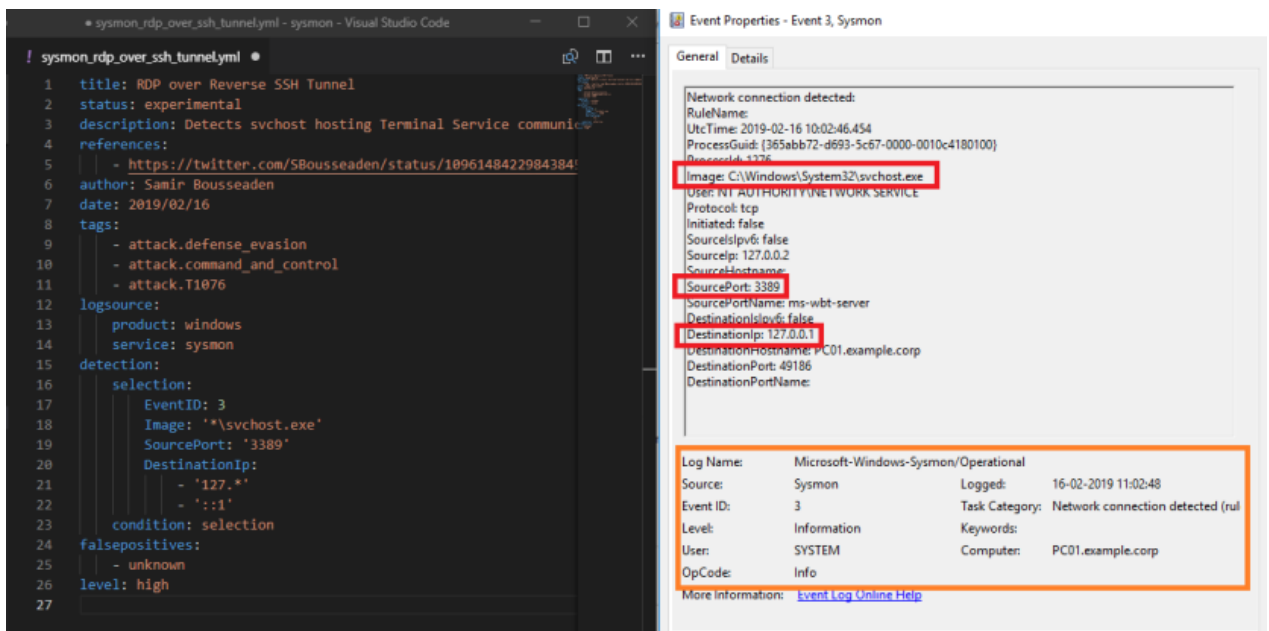 sysmon_rdp_over_ssh_tunnel.yml - sysmon - Visual Studio Code
! sysmon_rdp_over_ssh_tunnel.yml
1 title: RDP over Reverse SSH Tunnel
2 status: experimental
3 description: Detects svchost hosting Terminal Service communic
4 references:
5 - https://twitter.com/SBousseaden/status/109614842298438
6 author: Samir Bousseaden
7 date: 2019/02/16
8 tags:
9 - attack.defense_evasion
10 - attack.command_and_control
11 - attack.T1076
12 logsource:
13 product: windows
14 service: sysmon
15 detection:
16 selection:
17 EventID: 3
18 Image: '*\svchost.exe'
19 SourcePort: '3389'
20 DestinationIp:
21 - '127.*'
22 - '::1'
23 condition: selection
24 falsepositives:
25 - unknown
26 level: high
27
Event Properties - Event 3, Sysmon
General Details
Network connection detected:
RuleName:
UtcTime: 2019-02-16 10:02:46.454
ProcessGuid: {365abb72-d693-5c67-0000-0010c4180100}
ProcessId: 1276
Image: C:\Windows\System32\svchost.exe
User: NT AUTHORITY\NETWORK SERVICE
Protocol: tcp
Initiated: false
SourceIsIpv6: false
SourceIp: 127.0.0.2
SourceHostname:
SourcePort: 3389
SourcePortName: ms-wbt-server
DestinationIsIpv6: false
DestinationIp: 127.0.0.1
DestinationHostname: PC01.example.corp
DestinationPort: 49186
DestinationPortName:
Log Name: Microsoft-Windows-Sysmon/Operational
Source: Sysmon Logged: 16-02-2019 11:02:48
Event ID: 3 Task Category: Network connection detected (rul
Level: Information Keywords:
User: SYSTEM Computer: PC01.example.corp
OpCode: Info
More Information: Event Log Online Help